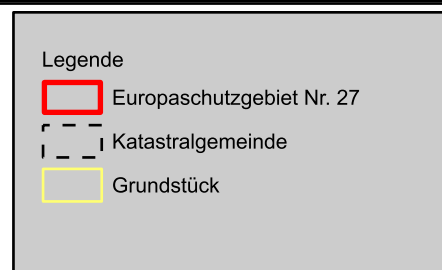 Legende
Europaschutzgebiet Nr. 27
Katastralgemeinde
Grundstück